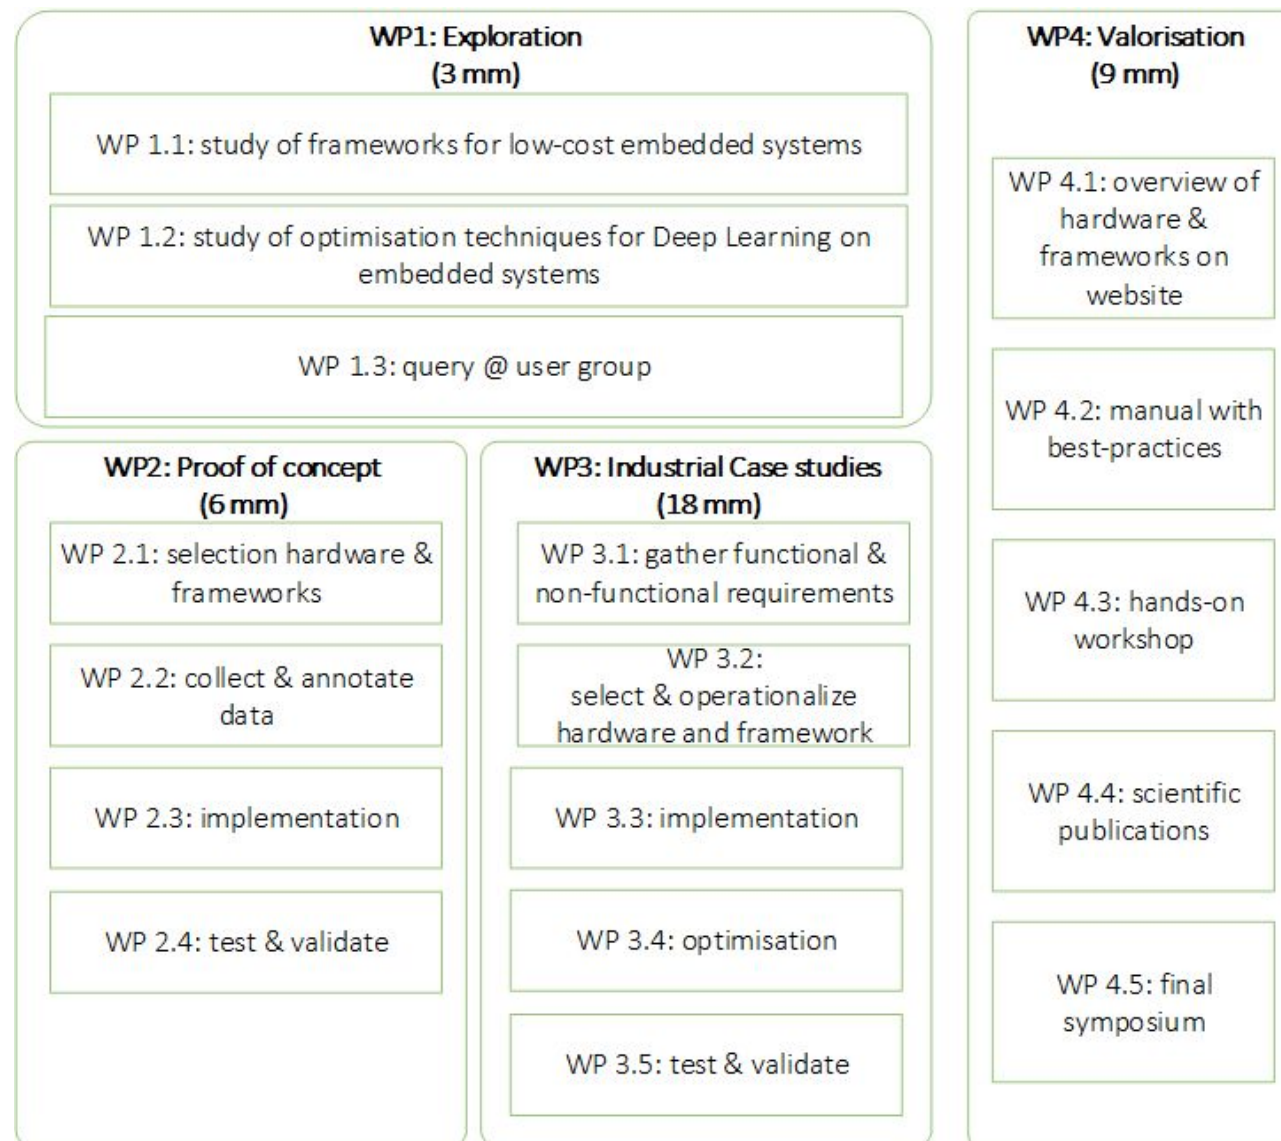 WP1: Exploration
(3 mm)
WP 1.1: study of frameworks for low-cost embedded systems
WP 1.2: study of optimisation techniques for Deep Learning on
embedded systems
WP 1.3: query @ user group
WP2: Proof of concept
(6 mm)
WP 2.1: selection hardware &
frameworks
WP 2.2: collect & annotate
data
WP 2.3: implementation
WP 2.4: test & validate
WP3: Industrial Case studies
(18 mm)
WP 3.1: gather functional &
non-functional requirements
WP 3.2:
select & operationalize
hardware and framework
WP 3.3: implementation
WP 3.4: optimisation
WP 3.5: test & validate
WP4: Valorisation
(9 mm)
WP 4.1: overview of
hardware &
frameworks on
website
WP 4.2: manual with
best-practices
WP 4.3: hands-on
workshop
WP 4.4: scientific
publications
WP 4.5: final
symposium